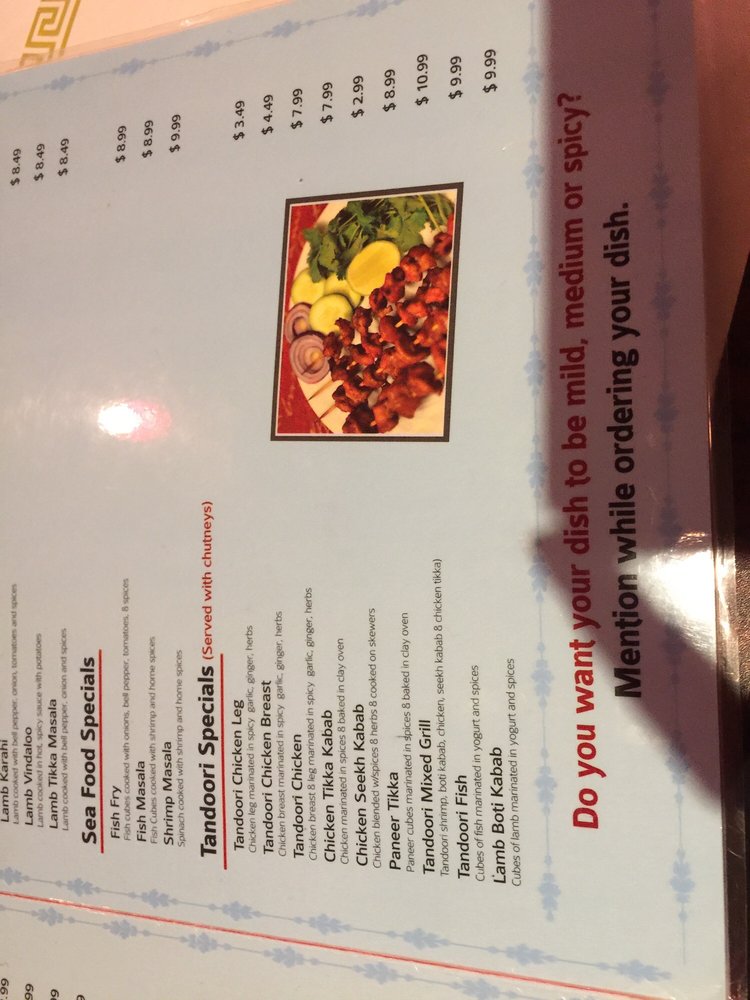 Lamb Karahi $ 8.49
Lamb cooked with bell pepper, onion, tomatoes and spices
Lamb Vindaloo $ 8.49
Lamb cooked in hot, spicy sauce with potatoes
Lamb Tikka Masala $ 8.49
Lamb cooked with bell pepper, onion and spices
Sea Food Specials
Fish Fry $ 8.99
Fish cubes cooked with onions, bell pepper, tomatoes, & spices
Fish Masala $ 8.99
Fish Cubes cooked with shrimp and home spices
Shrimp Masala $ 9.99
Spinach cooked with shrimp and home spices
Tandoori Specials (Served with chutneys)
Tandoori Chicken Leg $ 3.49
Chicken leg marinated in spicy garlic, ginger, herbs
Tandoori Chicken Breast $ 4.49
Chicken breast marinated in spicy garlic, ginger, herbs
Tandoori Chicken $ 7.99
Chicken breast & leg marinated in spicy garlic, ginger, herbs
Chicken Tikka Kabab $ 7.99
Chicken marinated in spices & baked in clay oven
Chicken Seekh Kabab $ 2.99
Chicken blended w/spices & herbs & cooked on skewers
Paneer Tikka $ 8.99
Paneer cubes marinated in spices & baked in clay oven
Tandoori Mixed Grill $ 10.99
Tandoori shrimp, boti kabab, chicken, seekh kabab & chicken tikka)
Tandoori Fish $ 9.99
Cubes of fish marinated in yogurt and spices
Lamb Boti Kabab $ 9.99
Cubes of lamb marinated in yogurt and spices
Do you want your dish to be mild, medium or spicy?
Mention while ordering your dish.
.99
.99